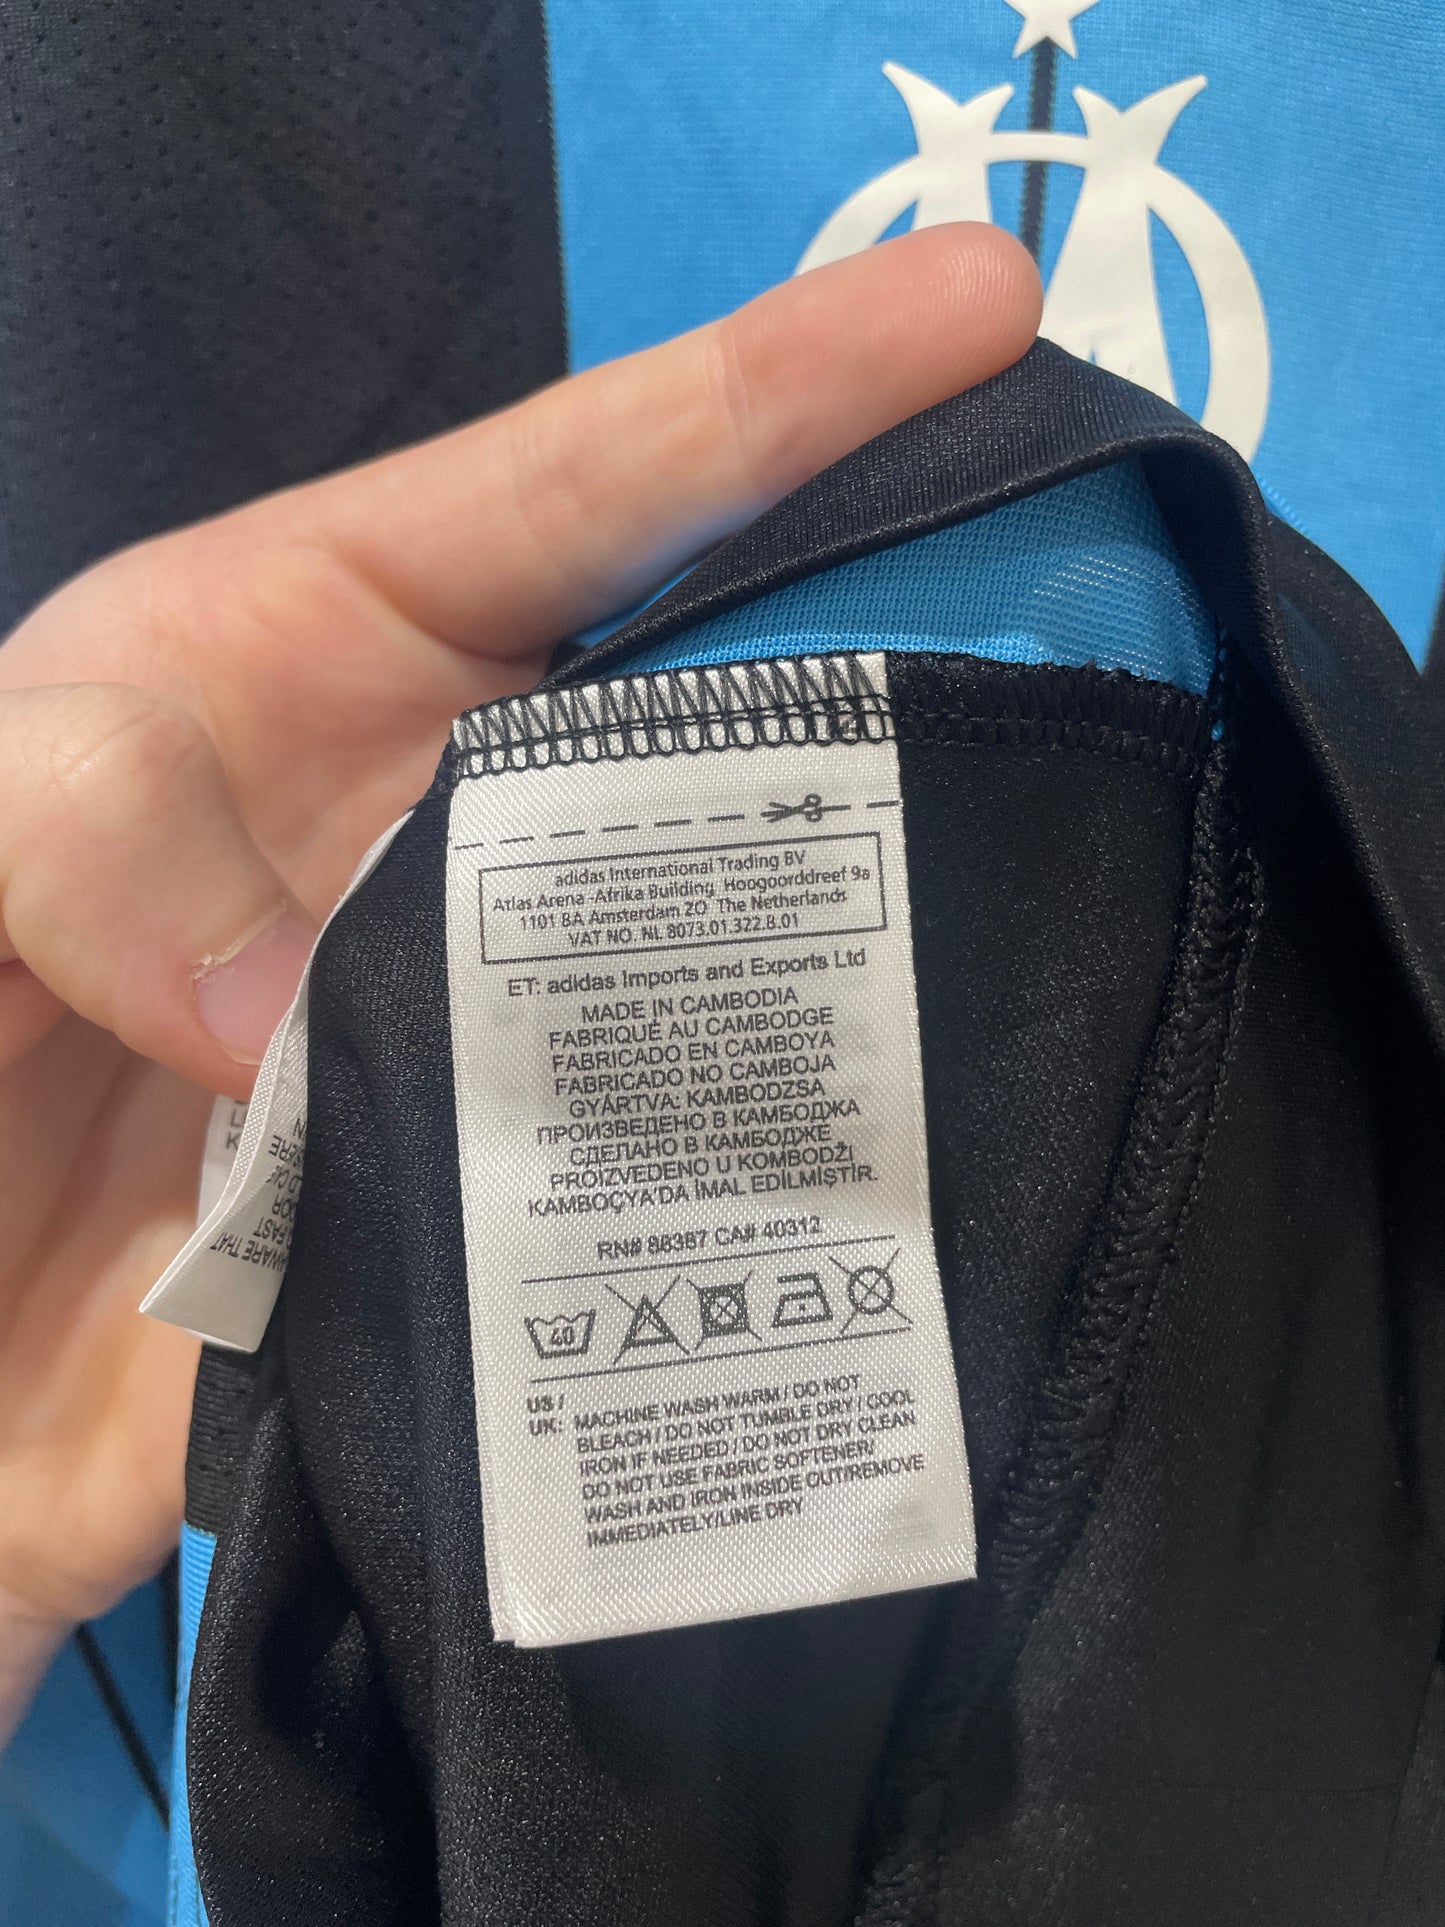 adidas International Trading BV
Atlas Arena -Afrika Building Hoogoorddreef 9a
1101 BA Amsterdam ZO The Netherlands
VAT NO. NL 8073.01.322.B.01
ET: adidas Imports and Exports Ltd
MADE IN CAMBODIA
FABRIQUÉ AU CAMBODGE
FABRICADO EN CAMBOYA
FABRICADO NO CAMBOJA
GYÁRTVA: KAMBODZSA
ПРОИЗВЕДЕНО В КАМБОДЖА
СДЕЛАНО В КАМБОДЖЕ
PROIZVEDENO U KOMBODŽI
KAMBOÇYA'DA İMAL EDİLMİŞTİR.
RN# 88387 CA# 40312
40
US /
UK: MACHINE WASH WARM / DO NOT
BLEACH / DO NOT TUMBLE DRY / COOL
IRON IF NEEDED / DO NOT DRY CLEAN
DO NOT USE FABRIC SOFTENER/
WASH AND IRON INSIDE OUT/REMOVE
IMMEDIATELY/LINE DRY